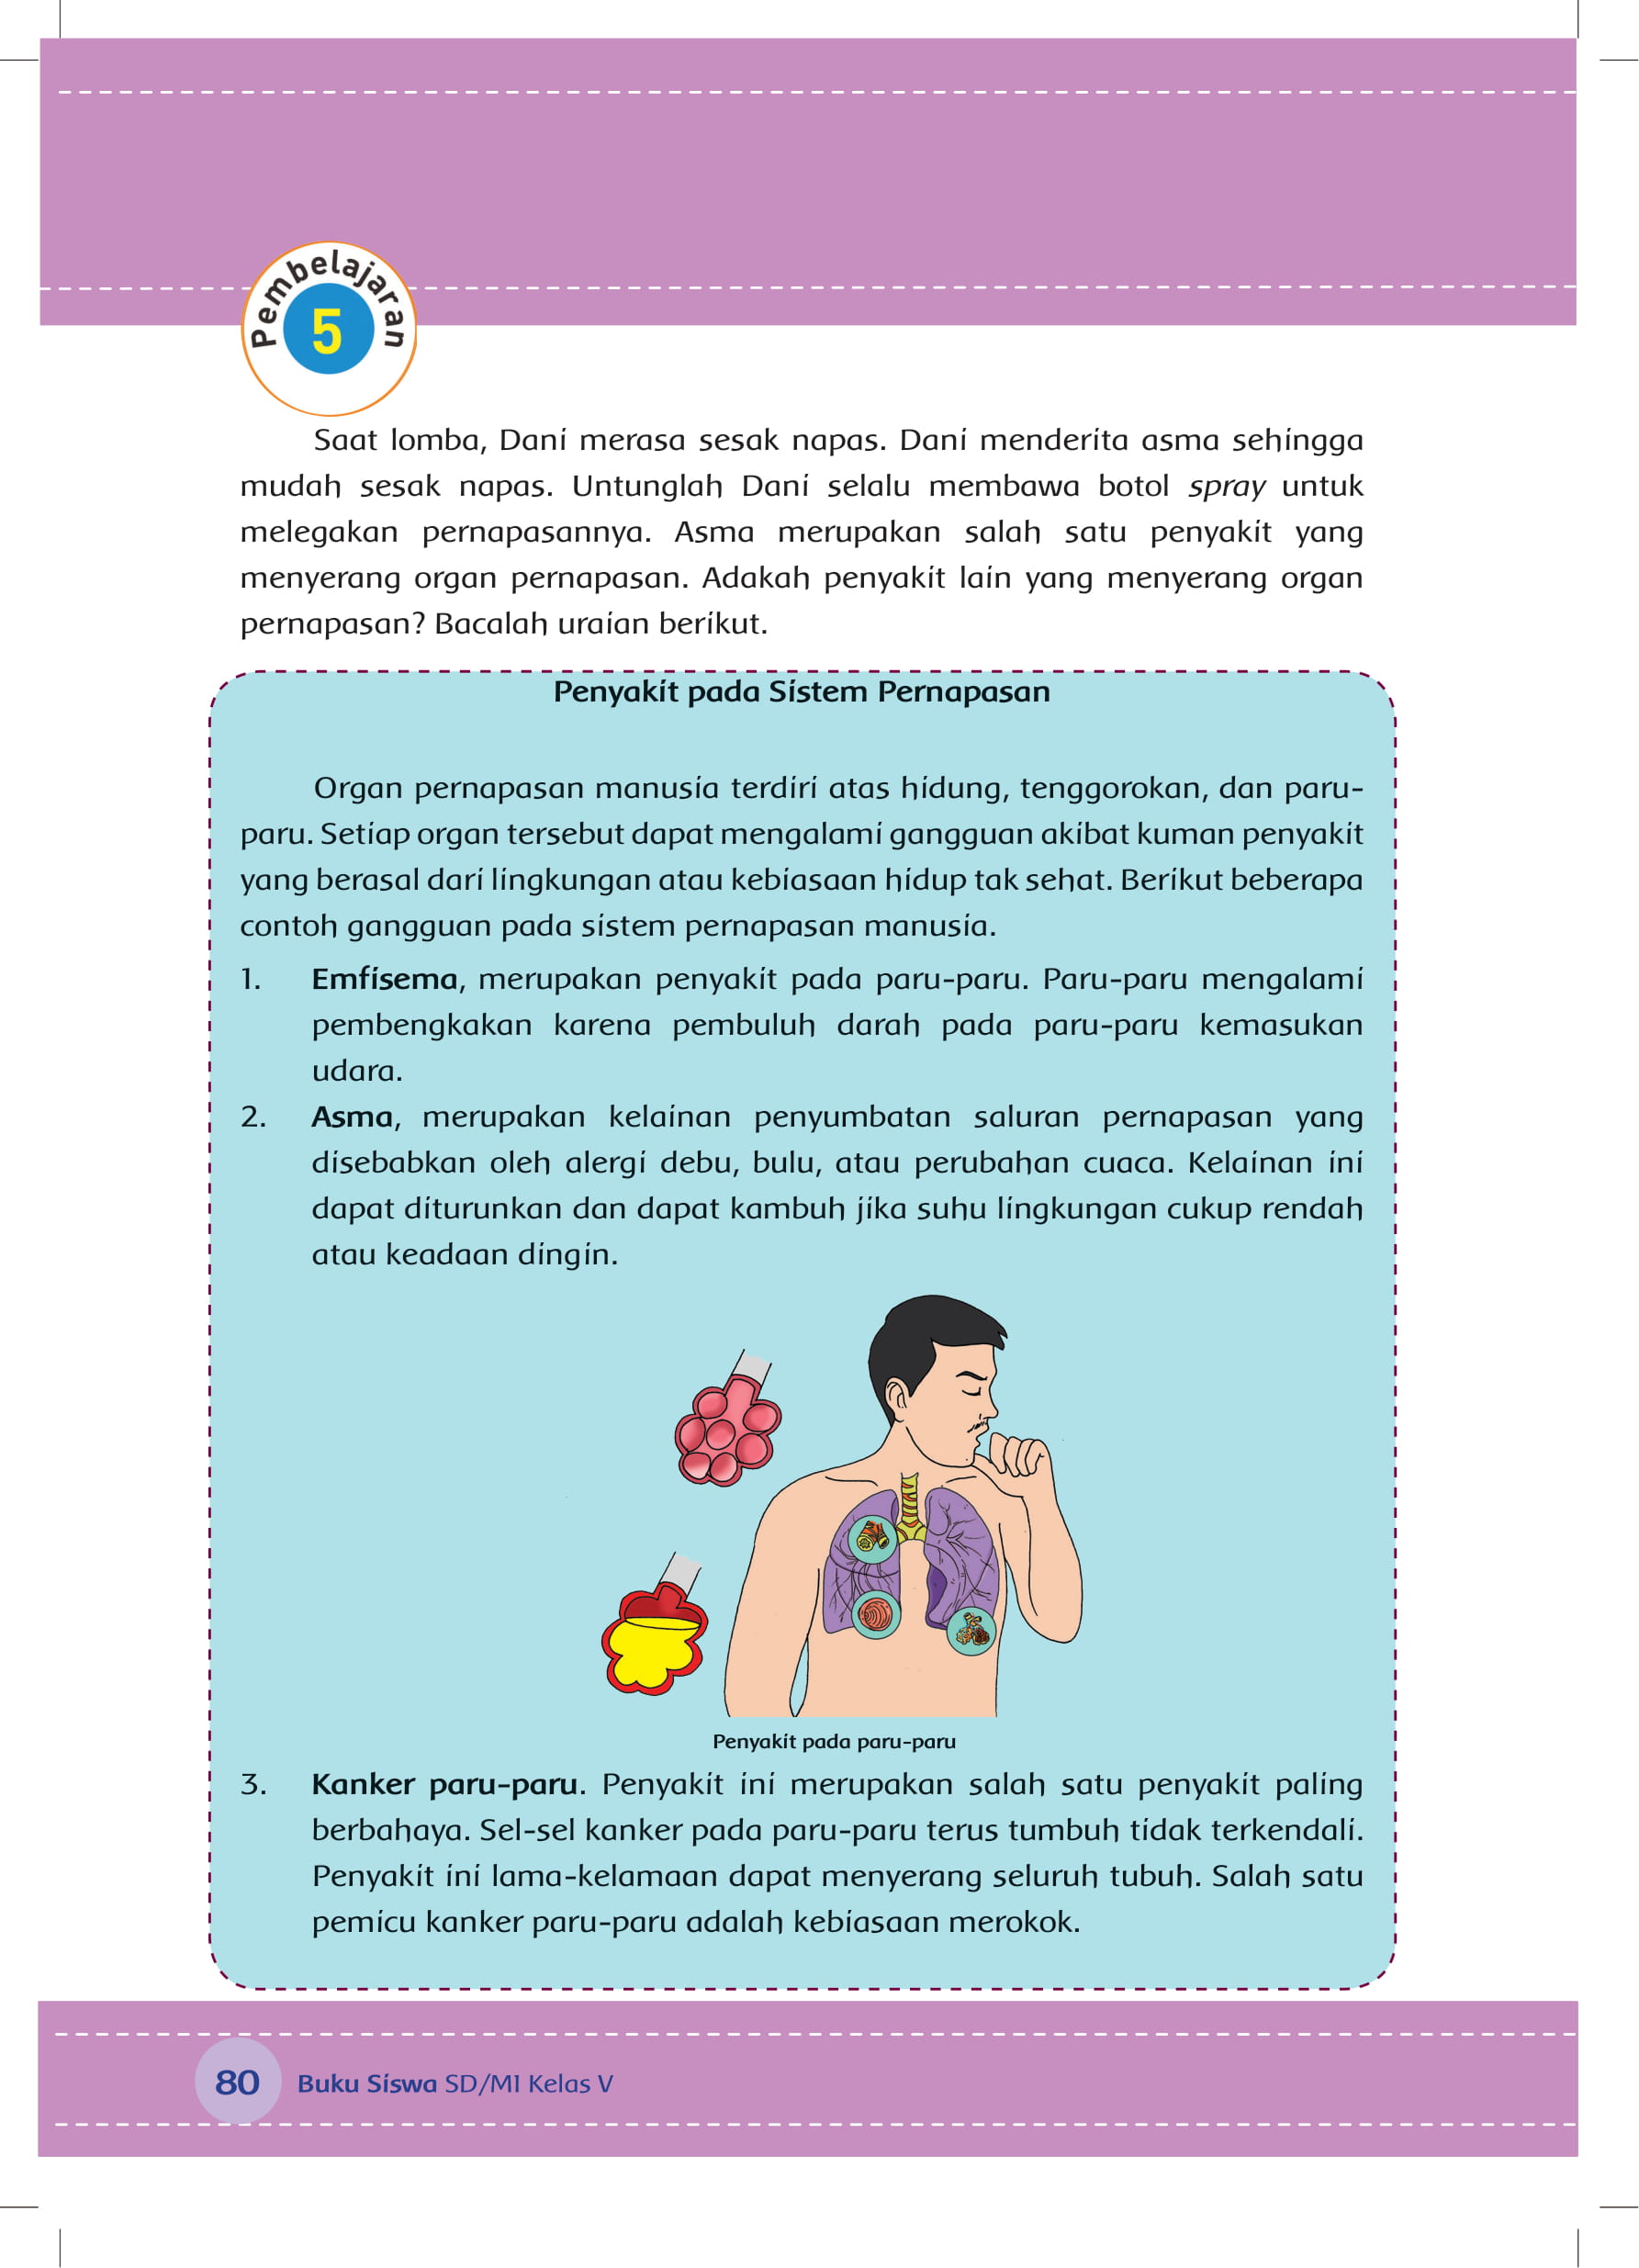 Pembelajaran
5
Saat lomba, Dani merasa sesak napas. Dani menderita asma sehingga
mudah sesak napas. Untunglah Dani selalu membawa botol spray untuk
melegakan pernapasannya. Asma merupakan salah satu penyakit yang
menyerang organ pernapasan. Adakah penyakit lain yang menyerang organ
pernapasan? Bacalah uraian berikut.
Penyakit pada Sistem Pernapasan
Organ pernapasan manusia terdiri atas hidung, tenggorokan, dan paru-
paru. Setiap organ tersebut dapat mengalami gangguan akibat kuman penyakit
yang berasal dari lingkungan atau kebiasaan hidup tak sehat. Berikut beberapa
contoh gangguan pada sistem pernapasan manusia.
1. Emfisema, merupakan penyakit pada paru-paru. Paru-paru mengalami
pembengkakan karena pembuluh darah pada paru-paru kemasukan
udara.
2. Asma, merupakan kelainan penyumbatan saluran pernapasan yang
disebabkan oleh alergi debu, bulu, atau perubahan cuaca. Kelainan ini
dapat diturunkan dan dapat kambuh jika suhu lingkungan cukup rendah
atau keadaan dingin.
Penyakit pada paru-paru
3. Kanker paru-paru. Penyakit ini merupakan salah satu penyakit paling
berbahaya. Sel-sel kanker pada paru-paru terus tumbuh tidak terkendali.
Penyakit ini lama-kelamaan dapat menyerang seluruh tubuh. Salah satu
pemicu kanker paru-paru adalah kebiasaan merokok.
80 Buku Siswa SD/MI Kelas V